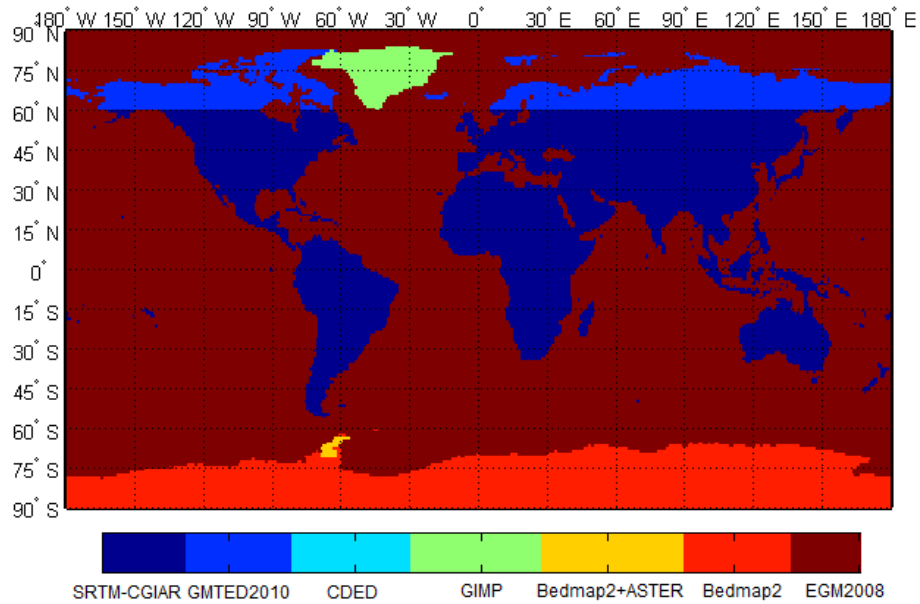 180° W 150° W 120° W 90° W 60° W 30° W 0° 30° E 60° E 90° E 120° E 150° E 180° E
90° N
75° N
60° N
45° N
30° N
15° N
0°
15° S
30° S
45° S
60° S
75° S
90° S
SRTM-CGIAR GMTED2010 CDED GIMP Bedmap2+ASTER Bedmap2 EGM2008